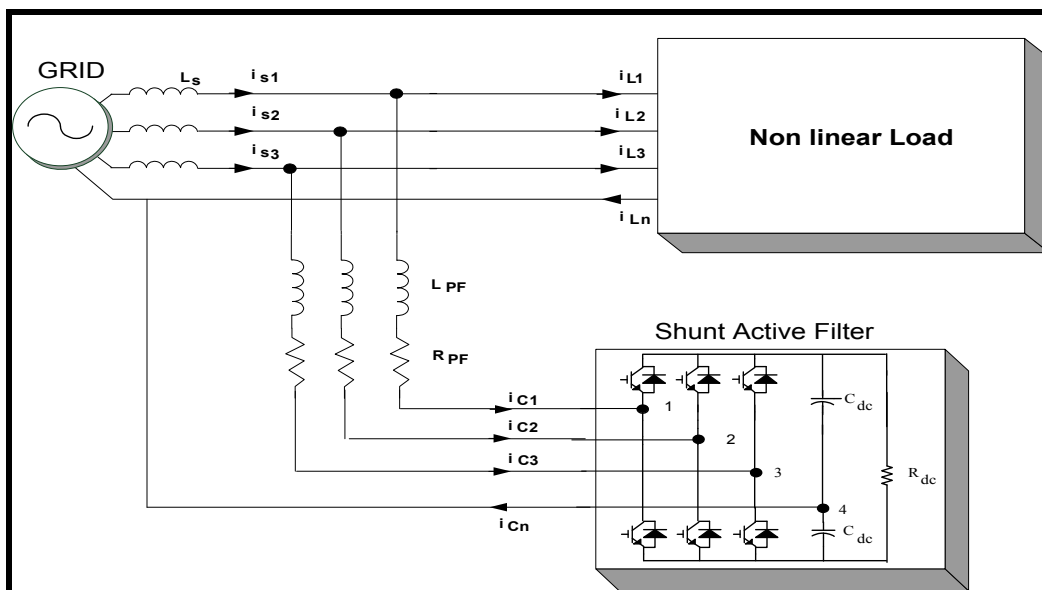 GRID
Ls
is1
is2
is3
iL1
iL2
iL3
iLn
Non linear Load
LPF
RPF
Shunt Active Filter
iC1
iC2
iC3
iCn
1
2
3
4
Cdc
Cdc
Rdc